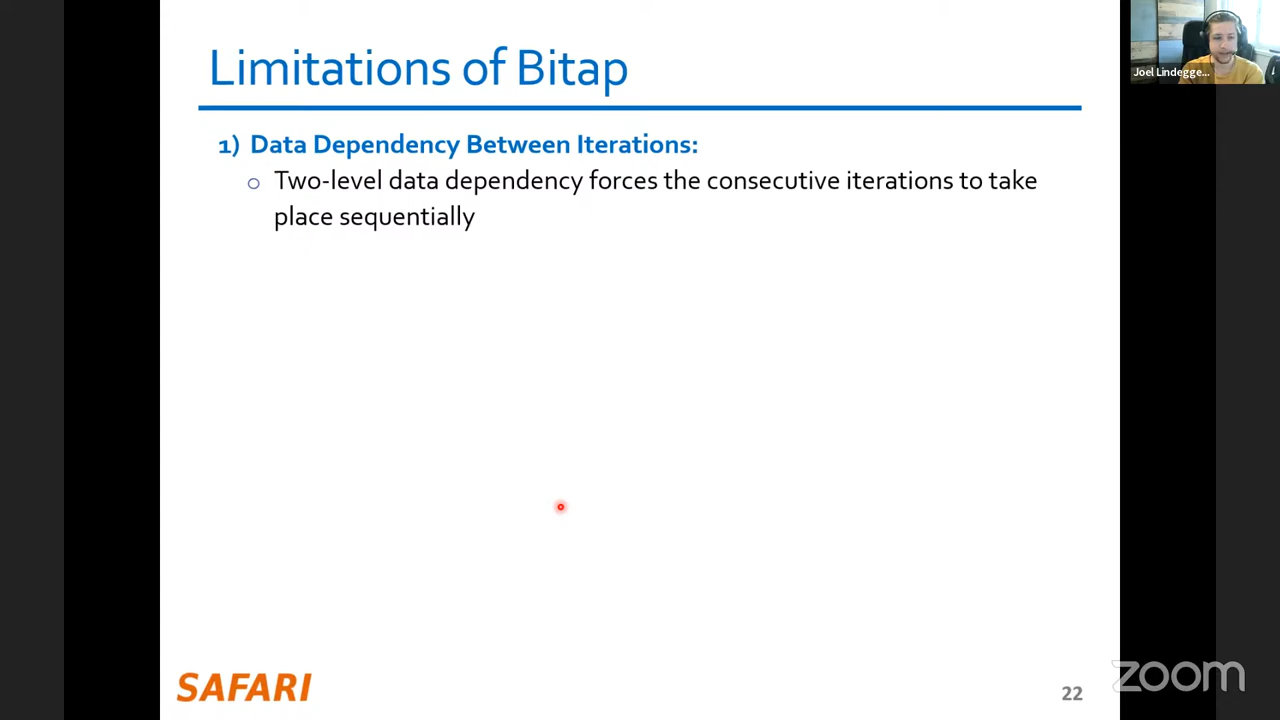 Limitations of Bitap
Joel Lindegge...
1) Data Dependency Between Iterations:
Two-level data dependency forces the consecutive iterations to take
place sequentially
SAFARI
22
zoom